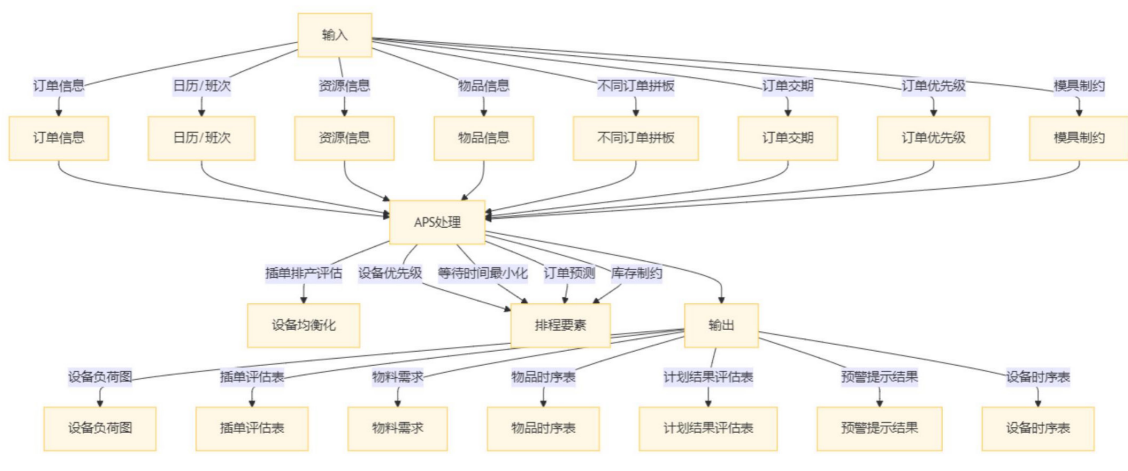 输入
订单信息
日历/班次
资源信息
物品信息
不同订单拼板
订单交期
订单优先级
模具制约
订单信息
日历/班次
资源信息
物品信息
不同订单拼板
订单交期
订单优先级
模具制约
APS处理
插单排产评估
设备优先级
等待时间最小化
订单预测
库存制约
设备均衡化
排程要素
输出
设备负荷图
插单评估表
物料需求
物品时序表
计划结果评估表
预警提示结果
设备时序表
设备负荷图
插单评估表
物料需求
物品时序表
计划结果评估表
预警提示结果
设备时序表